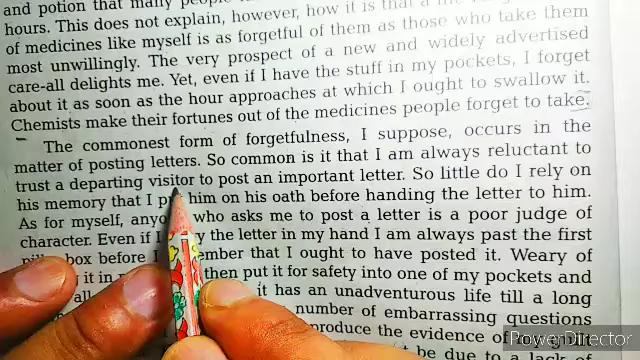 and potion that many people
hours. This does not explain, however, how it is that a
of medicines like myself is as forgetful of them as those who take them
most unwillingly. The very prospect of a new and widely advertised
care-all delights me. Yet, even if I have the stuff in my pockets, I forget
about it as soon as the hour approaches at which I ought to swallow it.
Chemists make their fortunes out of the medicines people forget to take.
The commonest form of forgetfulness, I suppose, occurs in the
matter of posting letters. So common is it that I am always reluctant to
trust a departing visitor to post an important letter. So little do I rely on
his memory that I him on his oath before handing the letter to him.
As for myself, who asks me to post a letter is a poor judge of
character. Even if I the letter in my hand I am always past the first
box before that I ought to have posted it. Weary of
it in then put it for safety into one of my pockets and
all it has an unadventurous life till a long
number of embarrassing questions
produce the evidence of my guilt
be due to a lack of
PowerDirector